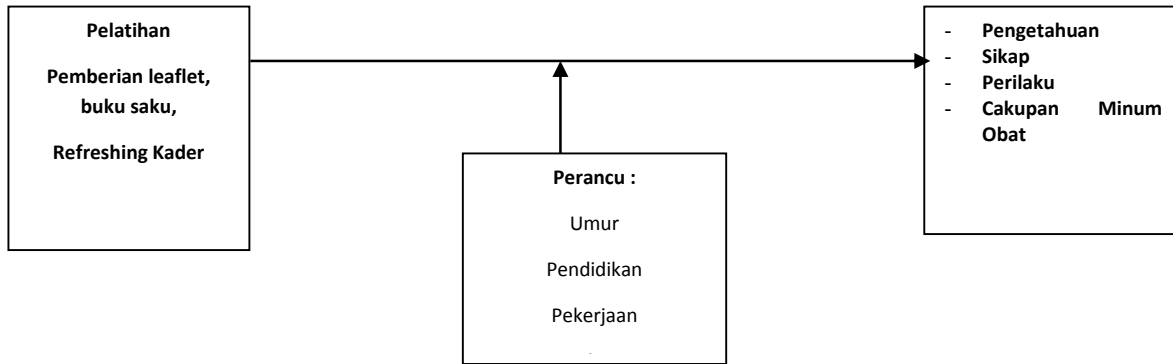 Pelatihan
Pemberian leaflet,
buku saku,
Refreshing Kader
- Pengetahuan
- Sikap
- Perilaku
- Cakupan Minum
Obat
Perancu :
Umur
Pendidikan
Pekerjaan
.